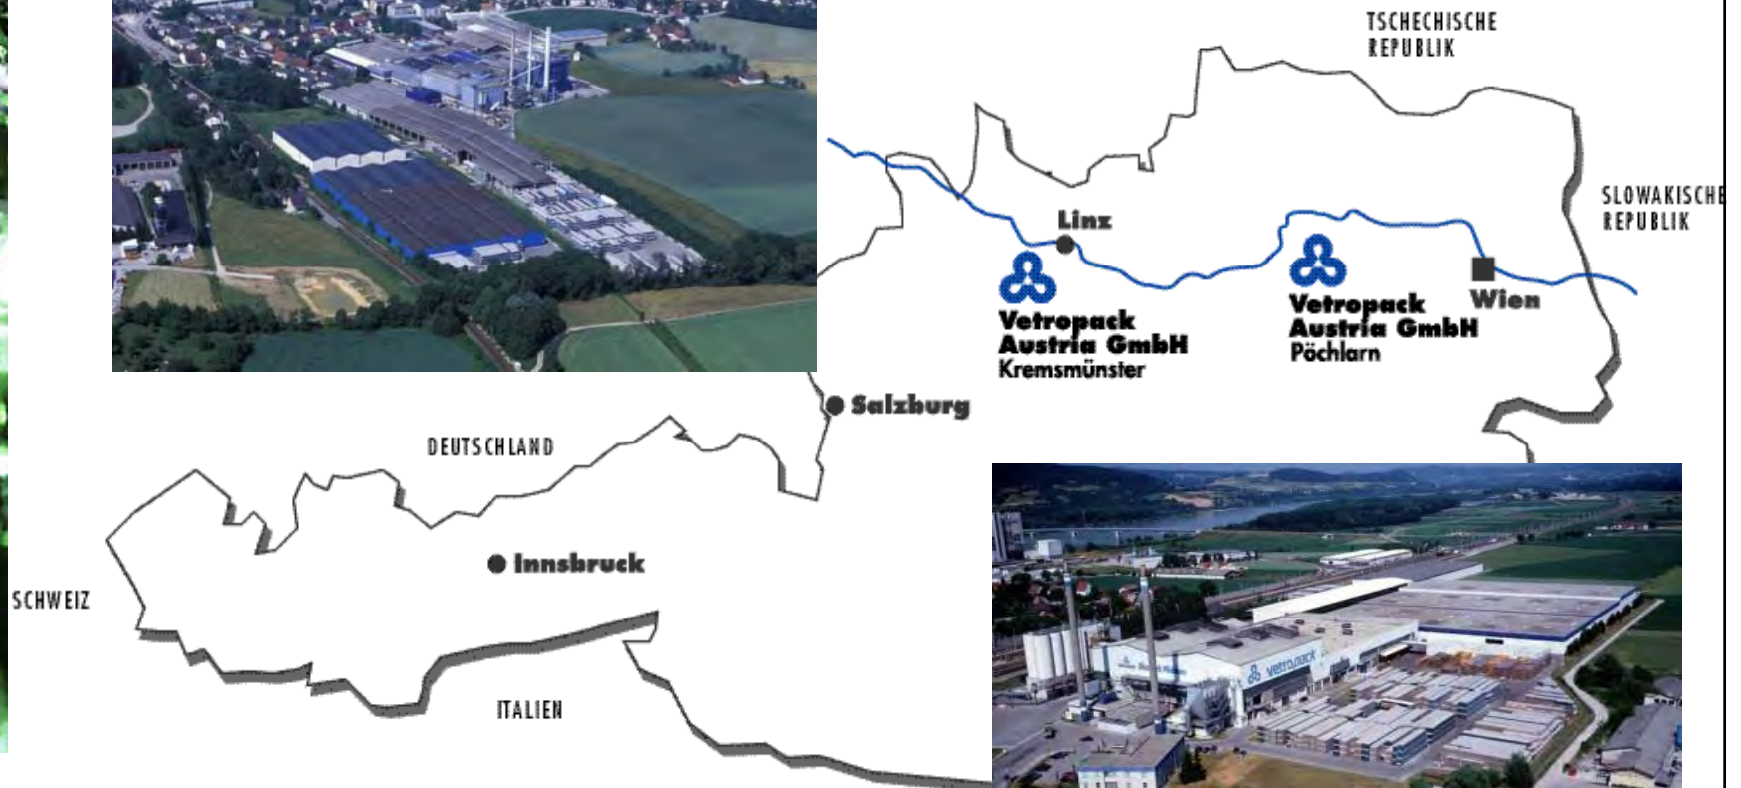 TSCHECHISCHE
REPUBLIK
SLOWAKISCHE
REPUBLIK
Linz
Wien
Vetropack
Austria GmbH
Kremsmünster
Vetropack
Austria GmbH
Pöchlarn
Salzburg
DEUTSCHLAND
Innsbruck
SCHWEIZ
ITALIEN
vetropack